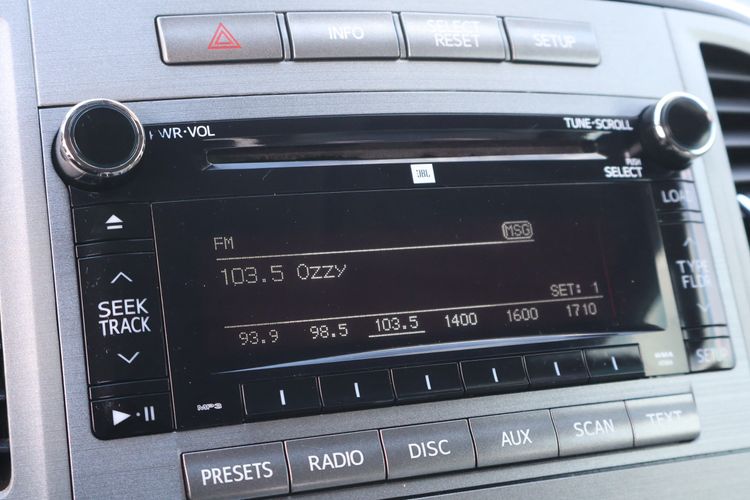 INFO
SELECT
RESET
SETUP
PWR·VOL
TUNE·SCROLL
JBL
PUSH
SELECT
LOAD
FM
MSG
103.5 Ozzy
SEEK
TRACK
TYPE
FLDR
SET: 1
93.9 98.5 103.5 1400 1600 1710
SETUP
MP3
PRESETS
RADIO
DISC
AUX
SCAN
TEXT